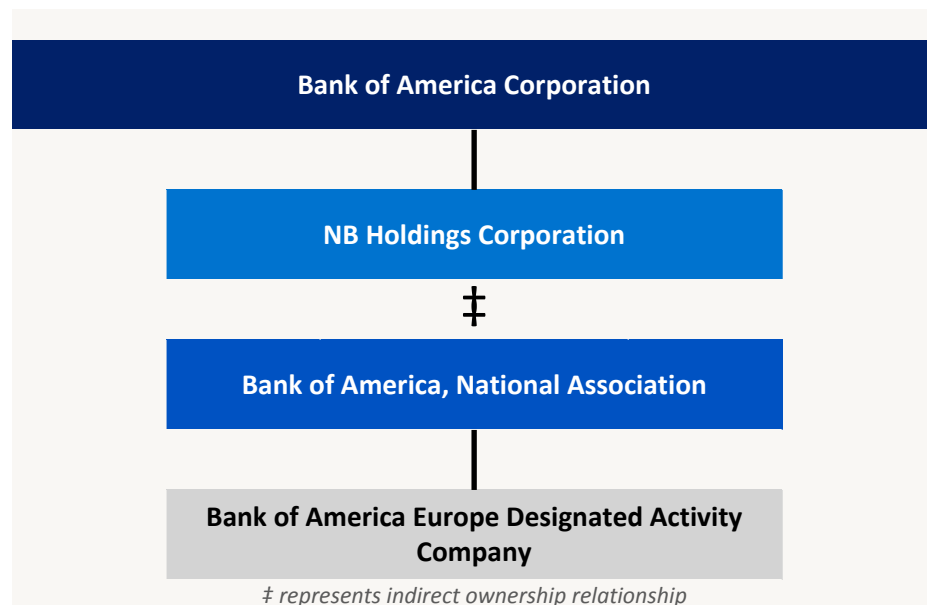 Bank of America Corporation
NB Holdings Corporation
‡
Bank of America, National Association
Bank of America Europe Designated Activity
Company
‡ represents indirect ownership relationship